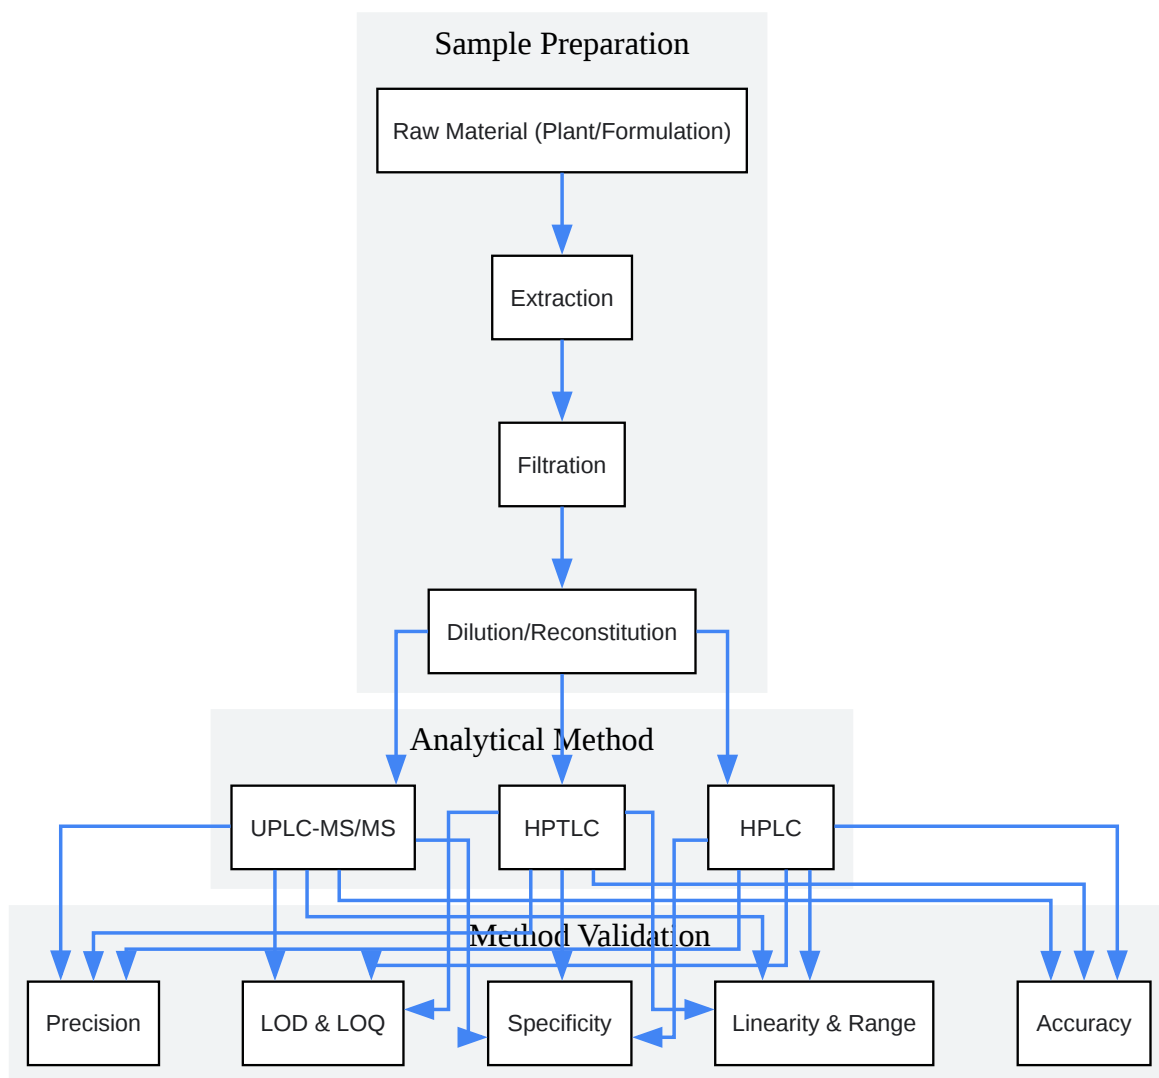 Sample Preparation
Raw Material (Plant/Formulation)
Extraction
Filtration
Dilution/Reconstitution
Analytical Method
UPLC-MS/MS
HPTLC
HPLC
Method Validation
Precision
LOD & LOQ
Specificity
Linearity & Range
Accuracy